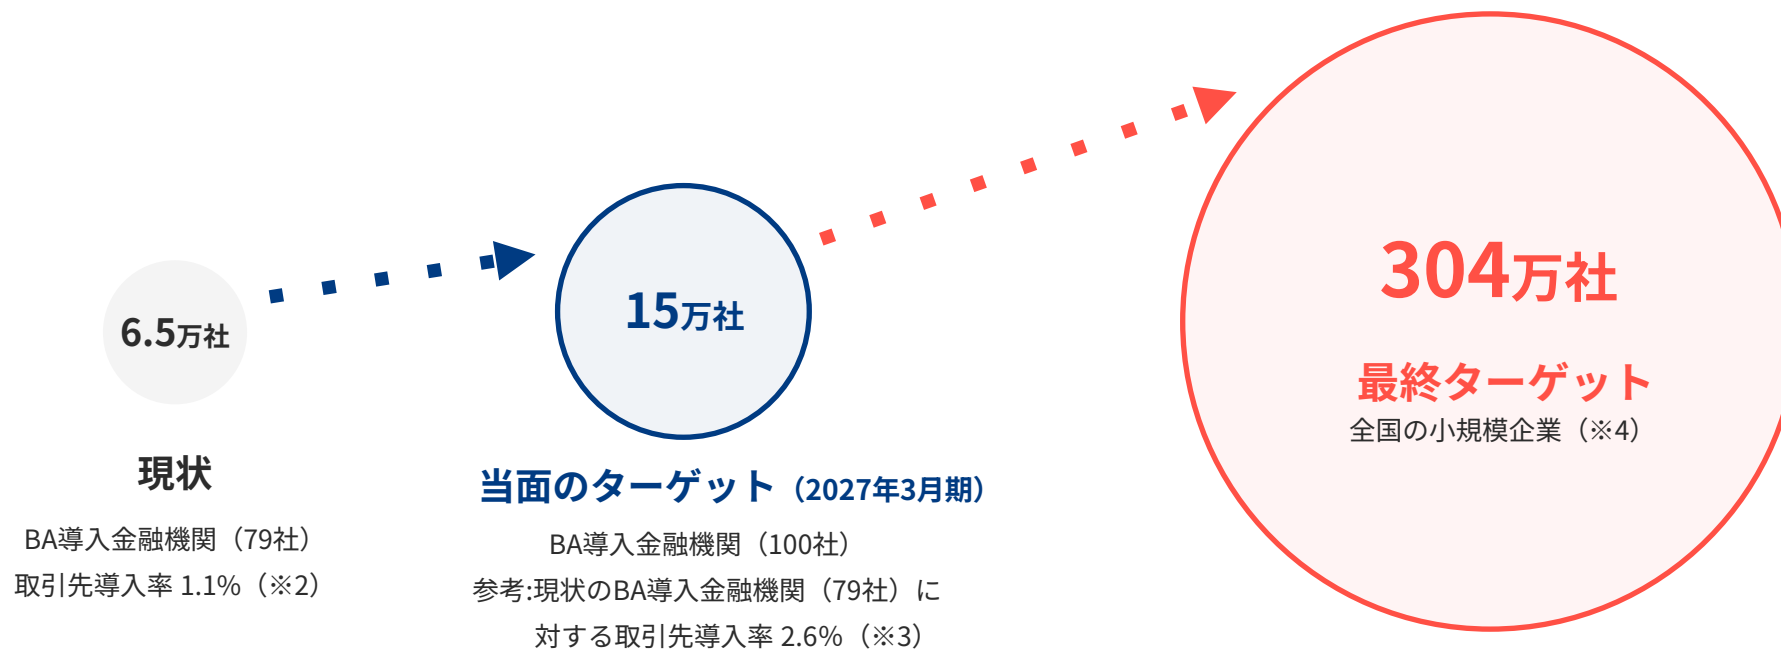 6.5万社
現状
BA導入金融機関（79社）
取引先導入率 1.1%（※2）
15万社
当面のターゲット（2027年3月期）
BA導入金融機関（100社）
参考:現状のBA導入金融機関（79社）に
対する取引先導入率 2.6%（※3）
304万社
最終ターゲット
全国の小規模企業（※4）